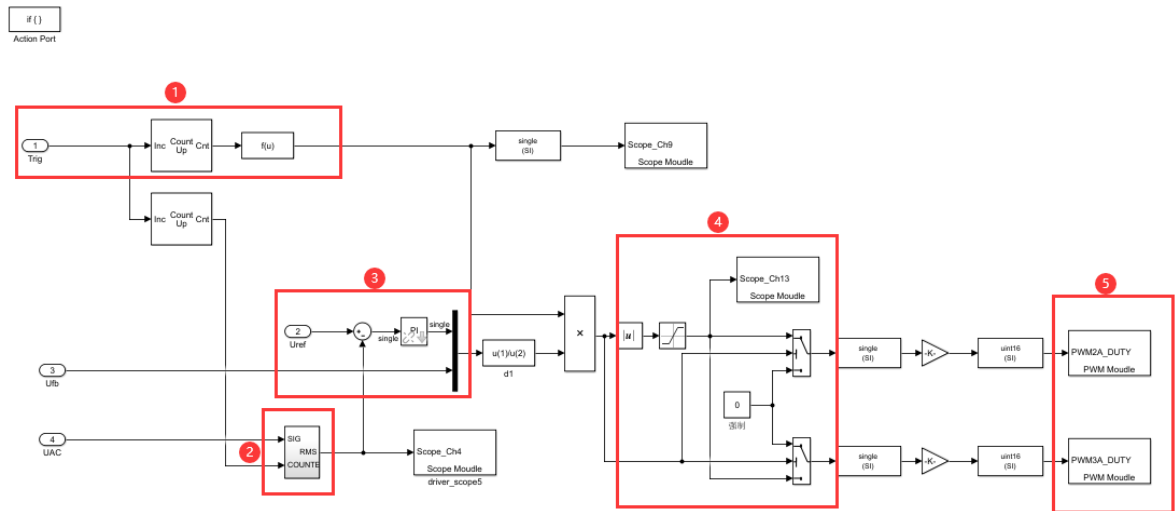 if { }
Action Port
1
1
Trig
Inc
Count
Up
Cnt
f(u)
single
(SI)
Scope_Ch9
Scope Moudle
Inc
Count
Up
Cnt
4
3
5
Scope_Ch13
Scope Moudle
2
Uref
+
-
single
PI
single
×
|u|
u(1)/u(2)
d1
single
(SI)
-K-
uint16
(SI)
PWM2A_DUTY
PWM Moudle
3
Ufb
0
强制
4
UAC
2
SIG
RMS
COUNTE
Scope_Ch4
Scope Moudle
driver_scope5
single
(SI)
-K-
uint16
(SI)
PWM3A_DUTY
PWM Moudle